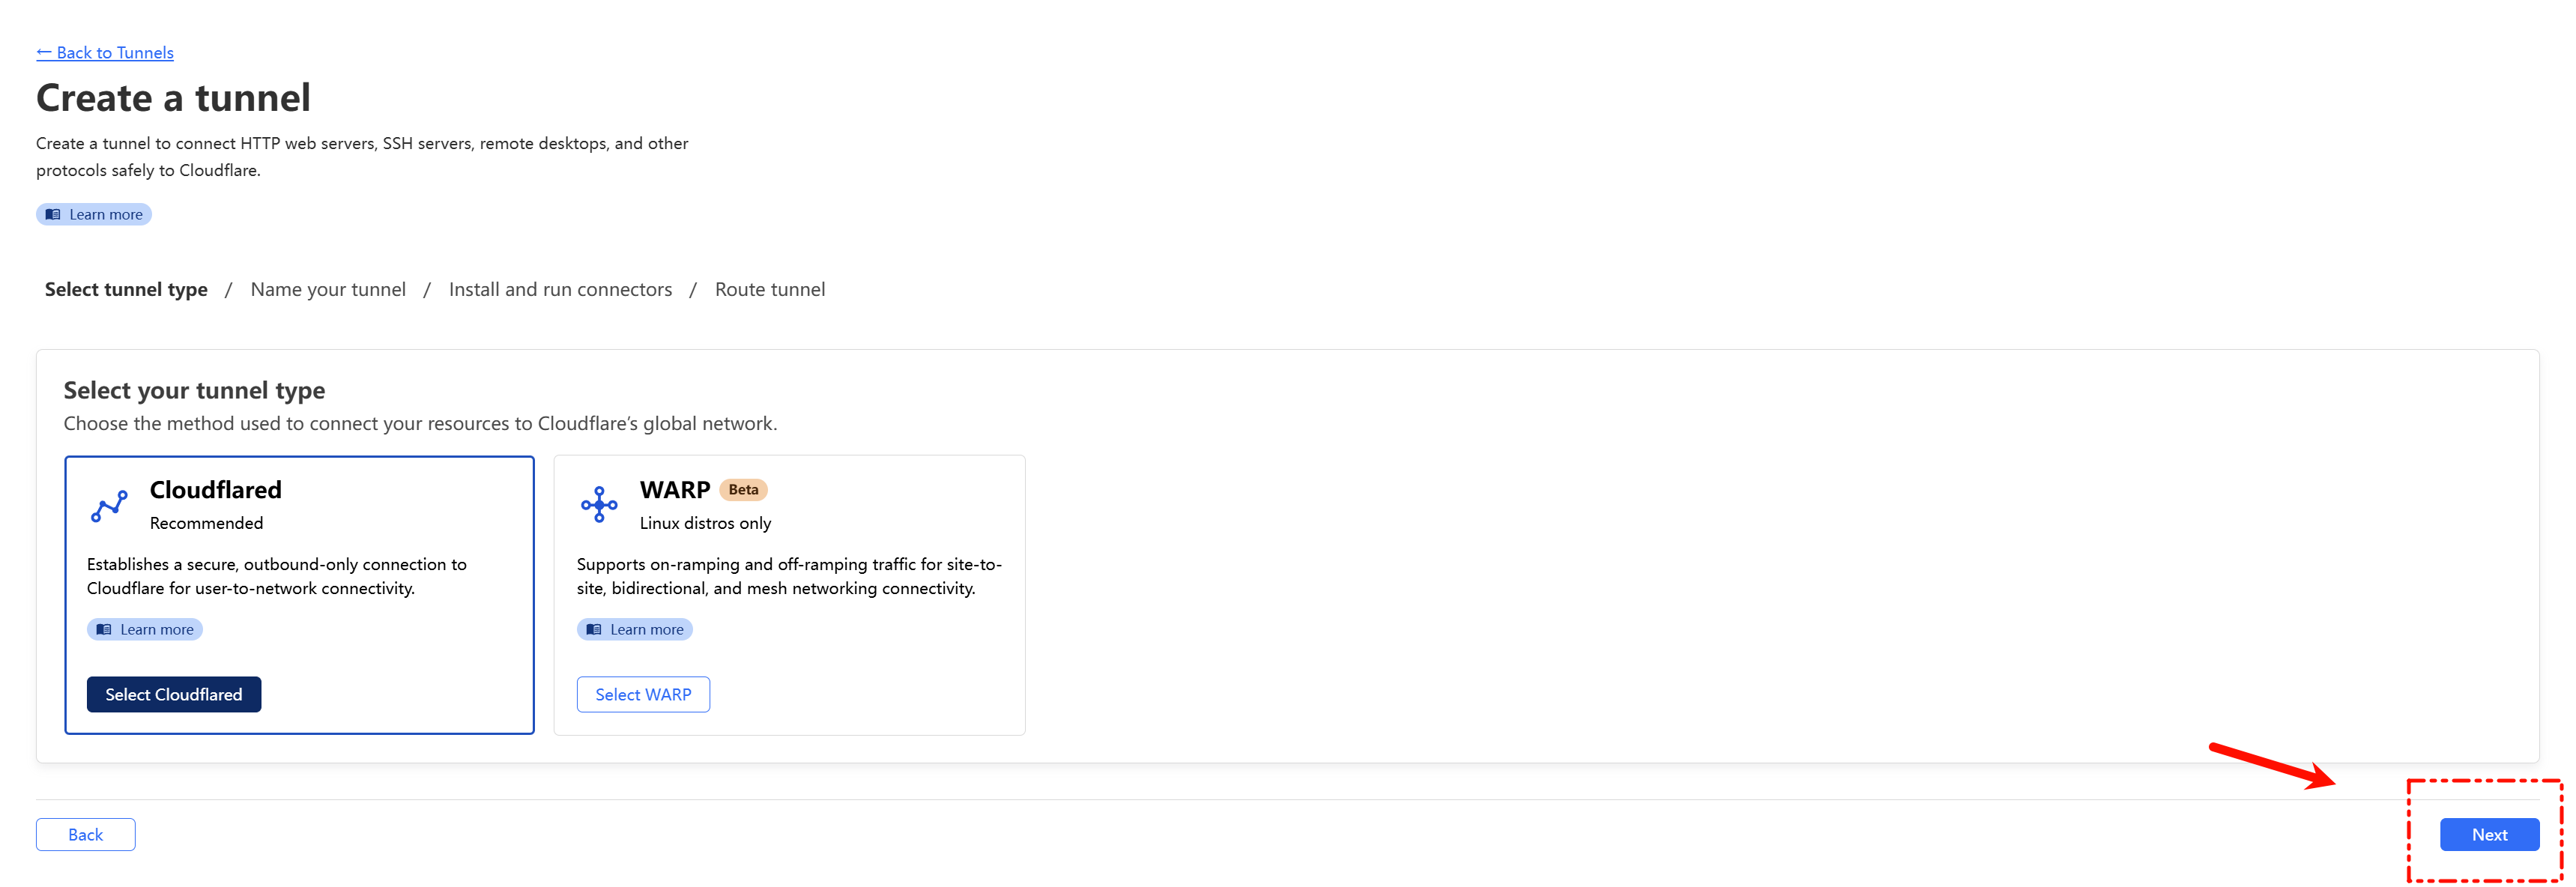 ← Back to Tunnels
Create a tunnel
Create a tunnel to connect HTTP web servers, SSH servers, remote desktops, and other
protocols safely to Cloudflare.
Learn more
Select tunnel type / Name your tunnel / Install and run connectors / Route tunnel
Select your tunnel type
Choose the method used to connect your resources to Cloudflare’s global network.
Cloudflared
Recommended
Establishes a secure, outbound-only connection to
Cloudflare for user-to-network connectivity.
Learn more
Select Cloudflared
WARP Beta
Linux distros only
Supports on-ramping and off-ramping traffic for site-to-
site, bidirectional, and mesh networking connectivity.
Learn more
Select WARP
Back
Next